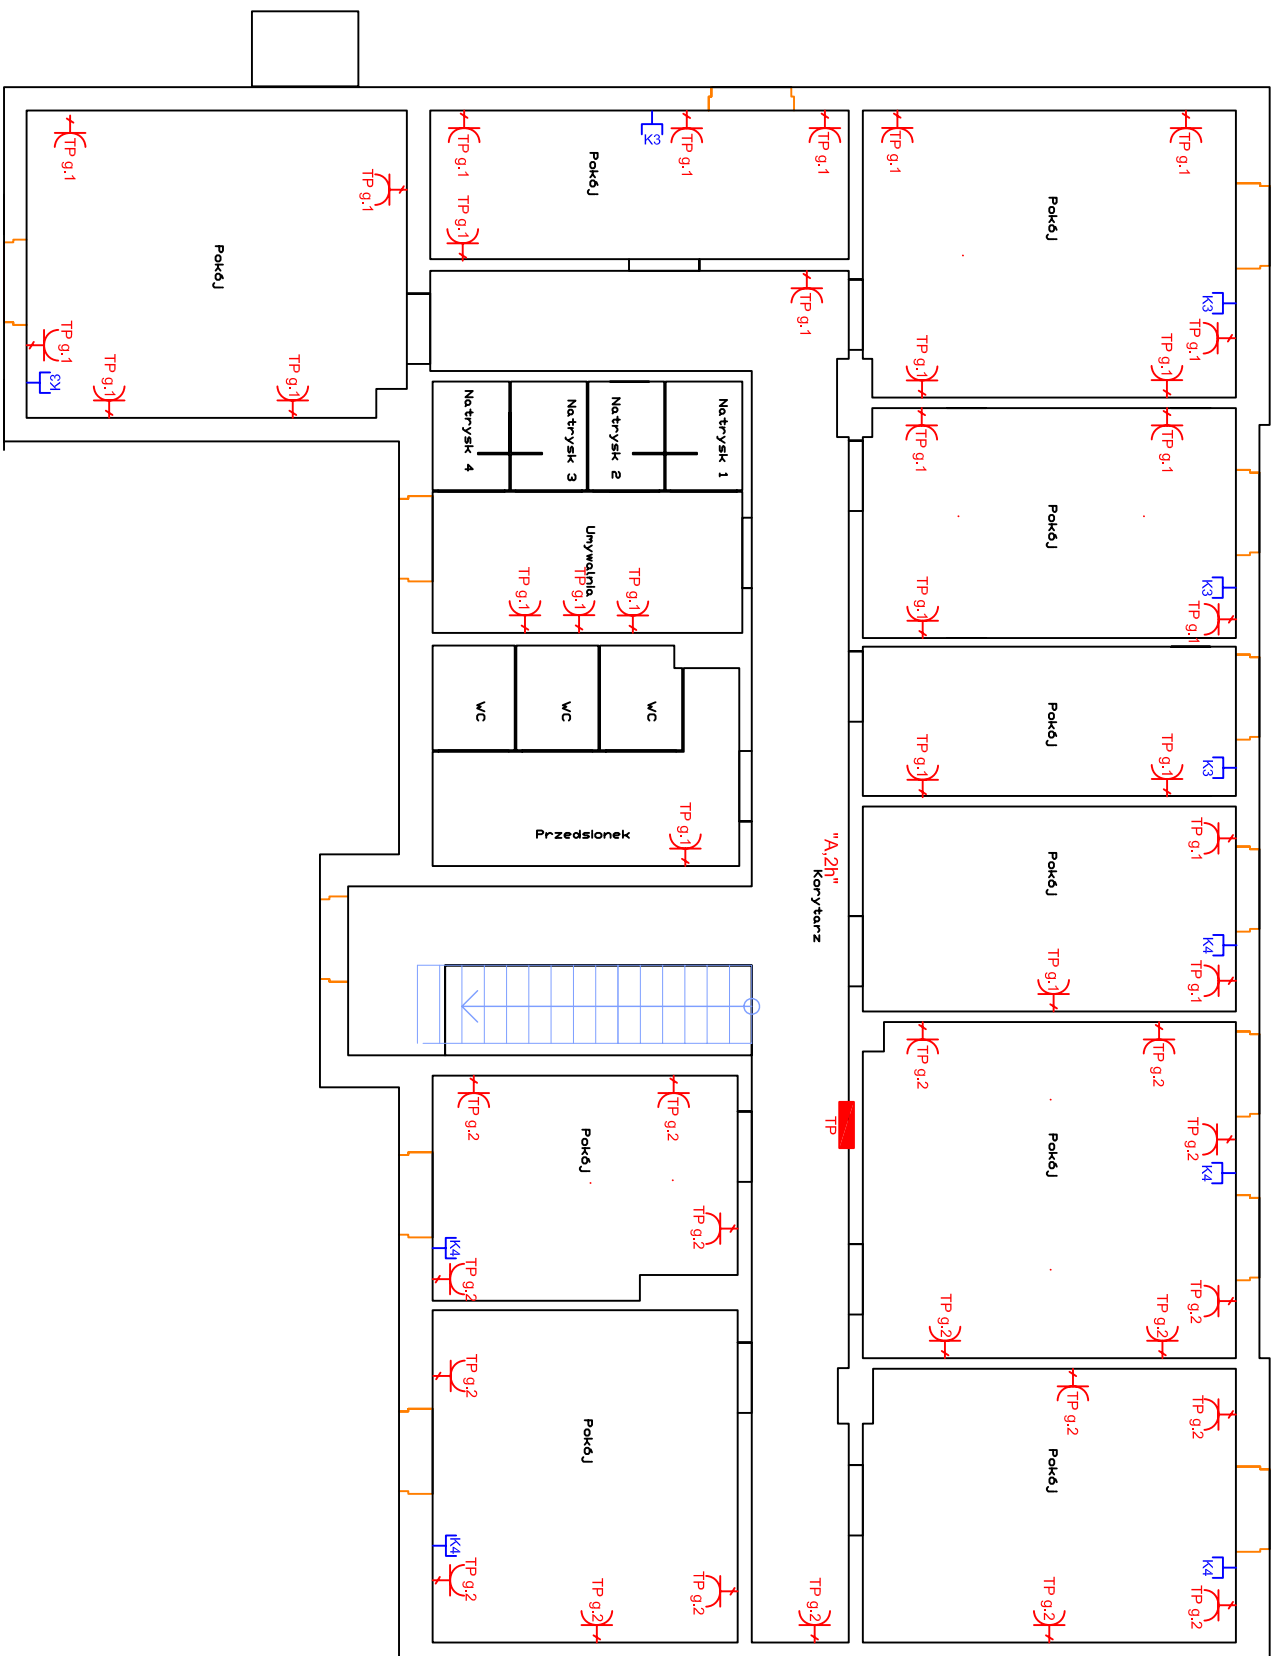 TP g.1
TP g.1
Pokój
TP g.1
K3
TP g.1
TP g.1
TP g.1
K3
TP g.1
TP g.1
Pokój
TP g.1
TP g.1
TP g.1
Pokój
K3
TP g.1
TP g.1
TP g.1
TP g.1
Natrysk 4
Natrysk 3
Natrysk 2
Natrysk 1
TP g.1
TP g.1
Pokój
K3
TP g.1
TP g.1
Umywalnia
TP g.1
TP g.1
TP g.1
Pokój
TP g.1
TP g.1
K3
WC
WC
WC
Przedsionek
TP g.1
TP g.1
Pokój
K4
TP g.1
TP g.1
"A,2h"
Korytarz
TP
TP g.2
TP g.2
TP g.2
K4
Pokój
TP g.2
TP g.2
TP g.2
TP g.2
TP g.2
Pokój
TP g.2
K4
TP g.2
TP g.2
Pokój
K4
TP g.2
TP g.2
TP g.2
TP g.2
TP g.2
TP g.2
Pokój
K4
TP g.2
TP g.2